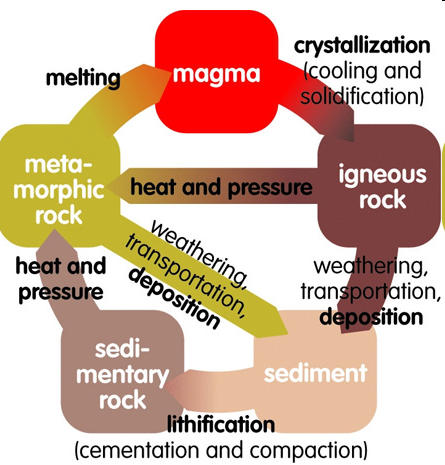 magma
crystallization
(cooling and
solidification)
melting
meta-
morphic
rock
heat and pressure
igneous
rock
weathering,
transportation,
deposition
heat and
pressure
weathering,
transportation,
deposition
sedi-
mentary
rock
sediment
lithification
(cementation and compaction)